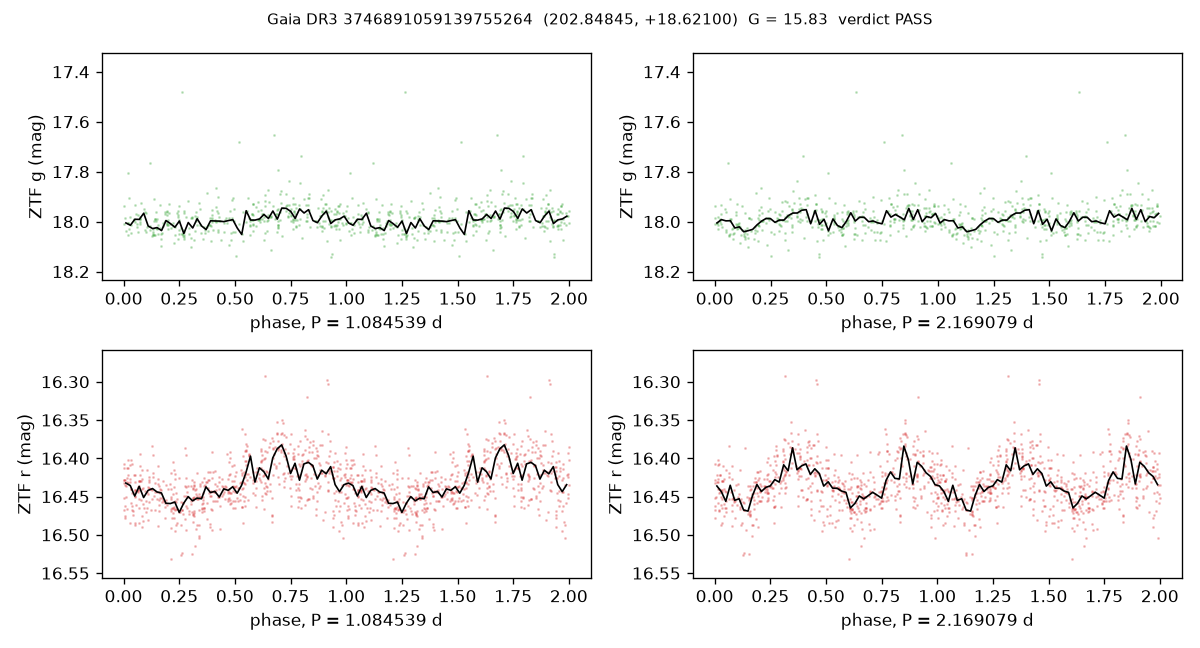 Gaia DR3 3746891059139755264 (202.84845, +18.62100) G = 15.83 verdict PASS
ZTF g (mag)
17.4
17.6
17.8
18.0
18.2
0.00 0.25 0.50 0.75 1.00 1.25 1.50 1.75 2.00
phase, P = 1.084539 d
ZTF g (mag)
17.4
17.6
17.8
18.0
18.2
0.00 0.25 0.50 0.75 1.00 1.25 1.50 1.75 2.00
phase, P = 2.169079 d
ZTF r (mag)
16.30
16.35
16.40
16.45
16.50
16.55
0.00 0.25 0.50 0.75 1.00 1.25 1.50 1.75 2.00
phase, P = 1.084539 d
ZTF r (mag)
16.30
16.35
16.40
16.45
16.50
16.55
0.00 0.25 0.50 0.75 1.00 1.25 1.50 1.75 2.00
phase, P = 2.169079 d